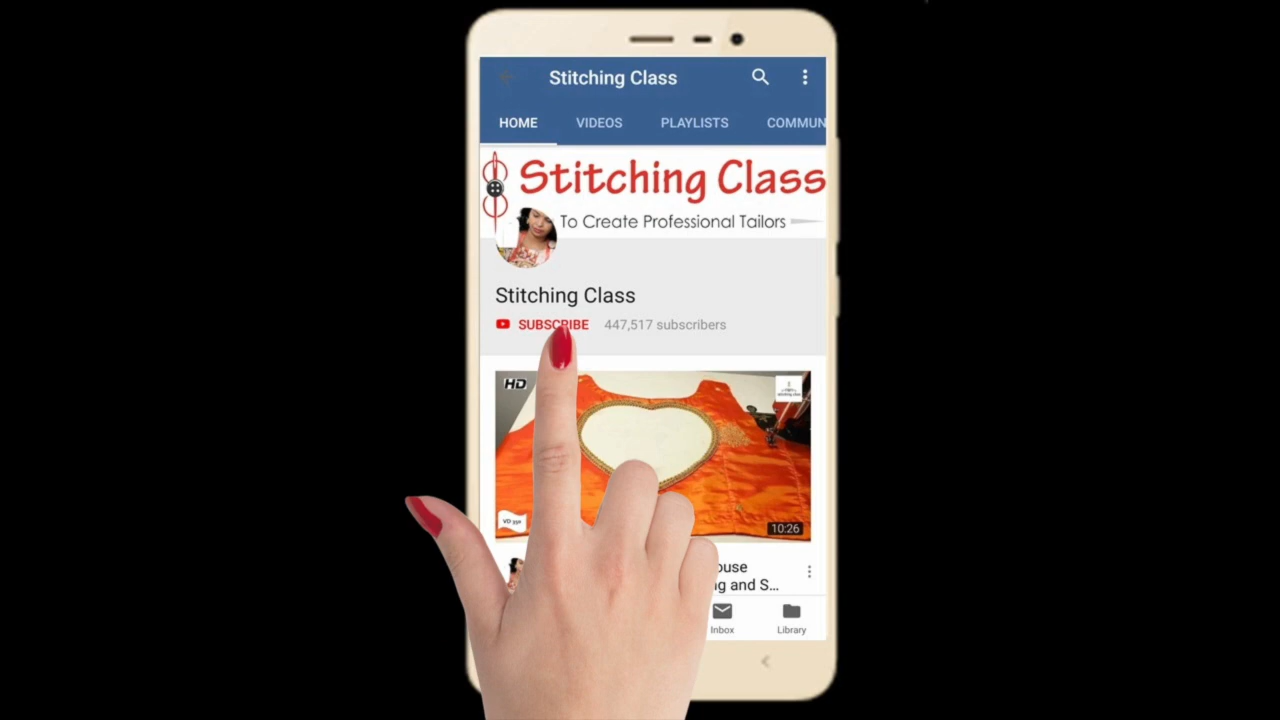 Stitching Class
HOME VIDEOS PLAYLISTS COMMUN
Stitching Class
To Create Professional Tailors
Stitching Class
SUBSCRIBE 447,517 subscribers
HD
10:26
ouse
g and S...
Inbox Library